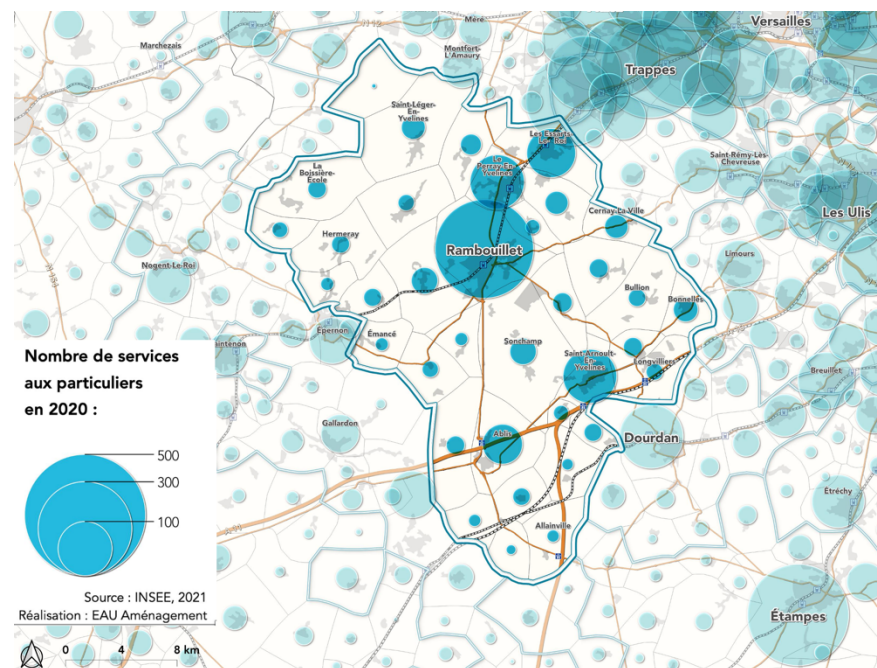 Versailles
Méré
Marchezais
Montfort-
L'Amaury
Trappes
Saint-Léger-
En-
Yvelines
Les Essarts
Le Roi
Le
Perray-En-
Yvelines
Saint-Rémy-Lès-
Chevreuse
La
Boissière-
École
Cernay-La-Ville
Les Ulis
Hermeray
Rambouillet
Limours
Nogent-Le-Roi
Bullion
Bonnelles
Epernon
Émancé
Sonchamp
Saint-Arnoult-
En-
Yvelines
Longvilliers
Breuillet
Nombre de services
aux particuliers
en 2020 :
Gallardon
Ablis
Dourdan
500
300
100
Étréchy
Allainville
Source : INSEE, 2021
Réalisation : EAU Aménagement
Étampes
0 4 8 km